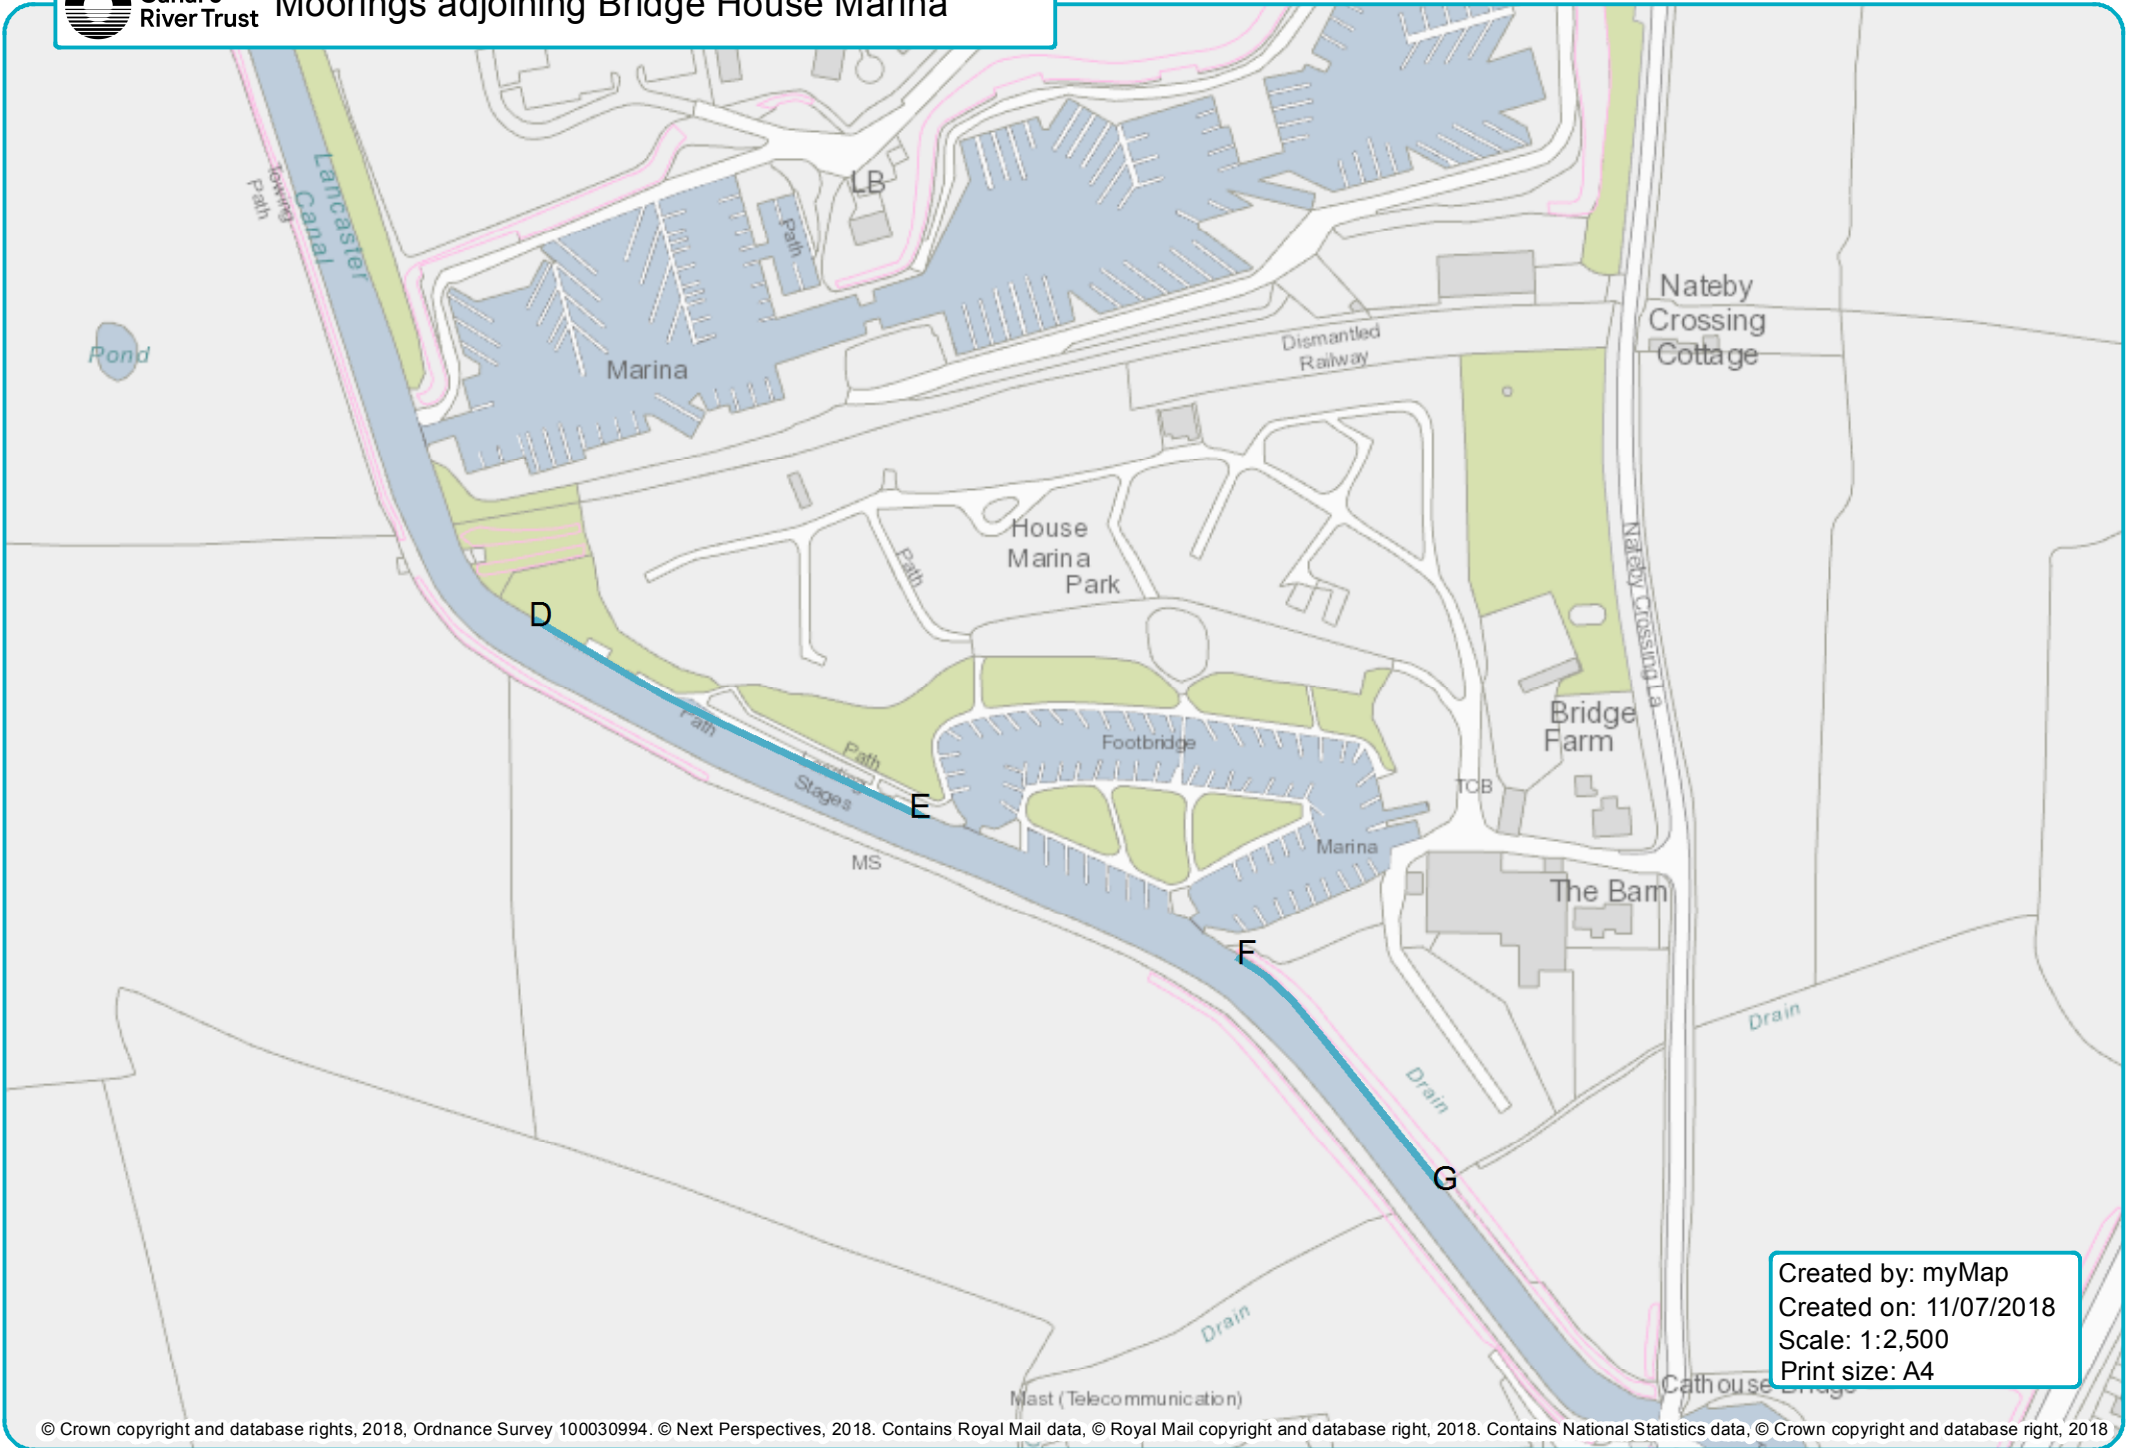 River Trust
Moorings adjoining Bridge House Marina
Lancaster
Canal
Towing
Path
Pond
LB
Path
Marina
Dismantled
Railway
Nateby
Crossing
Cottage
House
Marina
Park
Path
Nateby Crossing La
D
Path
Path
Landing
Stages
E
Footbridge
Bridge
Farm
TCB
Marina
MS
The Barn
F
Drain
Drain
G
Drain
Mast (Telecommunication)
Cathouse Bridge
Created by: myMap
Created on: 11/07/2018
Scale: 1:2,500
Print size: A4
© Crown copyright and database rights, 2018, Ordnance Survey 100030994. © Next Perspectives, 2018. Contains Royal Mail data, © Royal Mail copyright and database right, 2018. Contains National Statistics data, © Crown copyright and database right, 2018